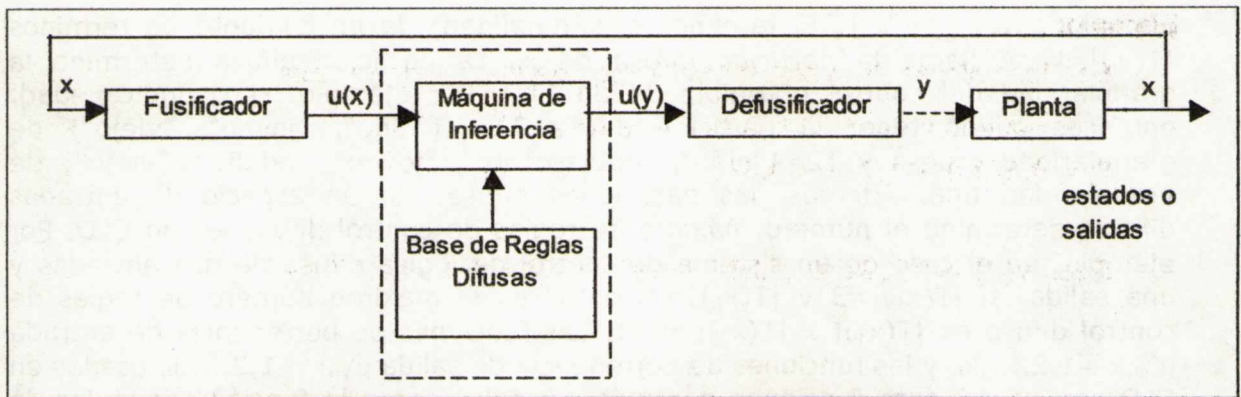 x
Fusificador
u(x)
Máquina de
Inferencia
u(y)
Defusificador
y
Planta
x
estados o
salidas
Base de Reglas
Difusas